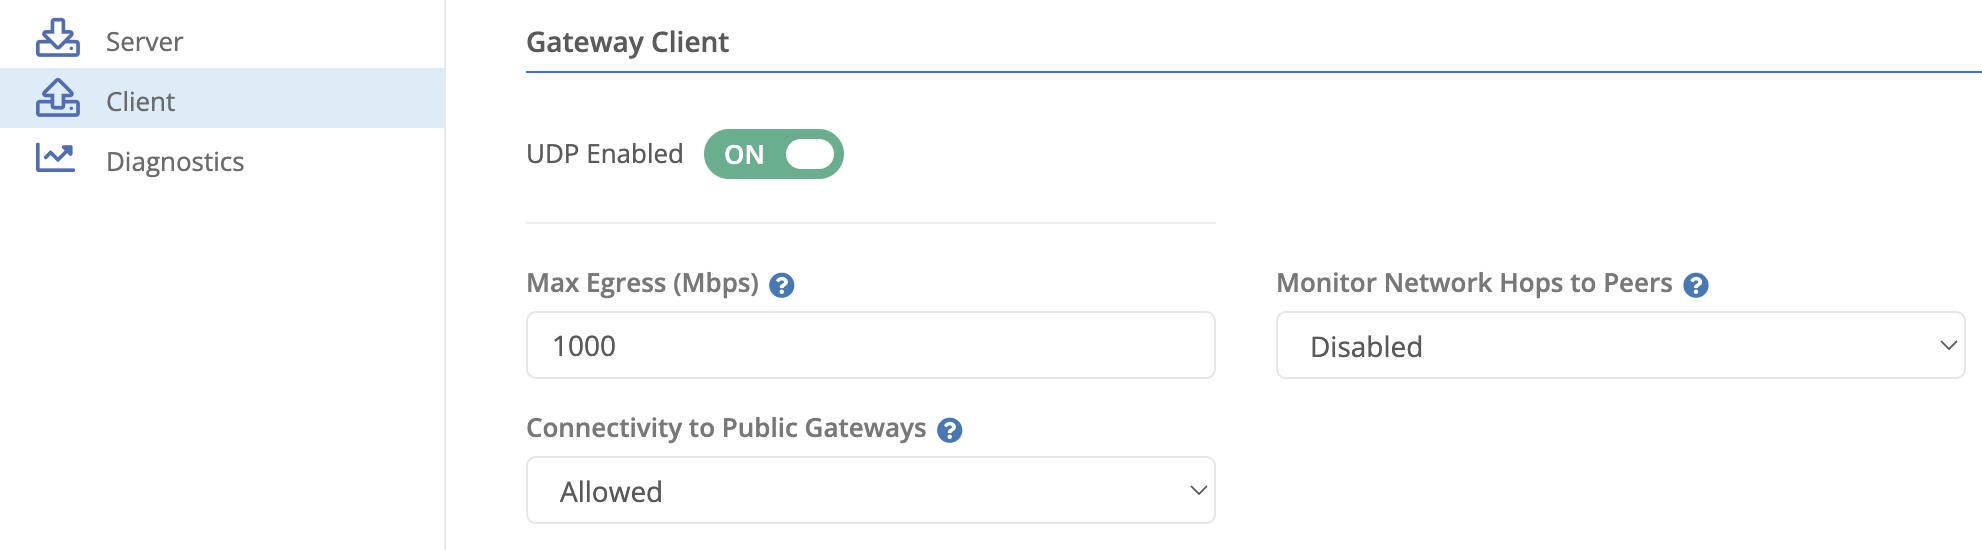 Server
Client
Diagnostics
Gateway Client
UDP Enabled ON
Max Egress (Mbps) ?
1000
Monitor Network Hops to Peers ?
Disabled
Connectivity to Public Gateways ?
Allowed